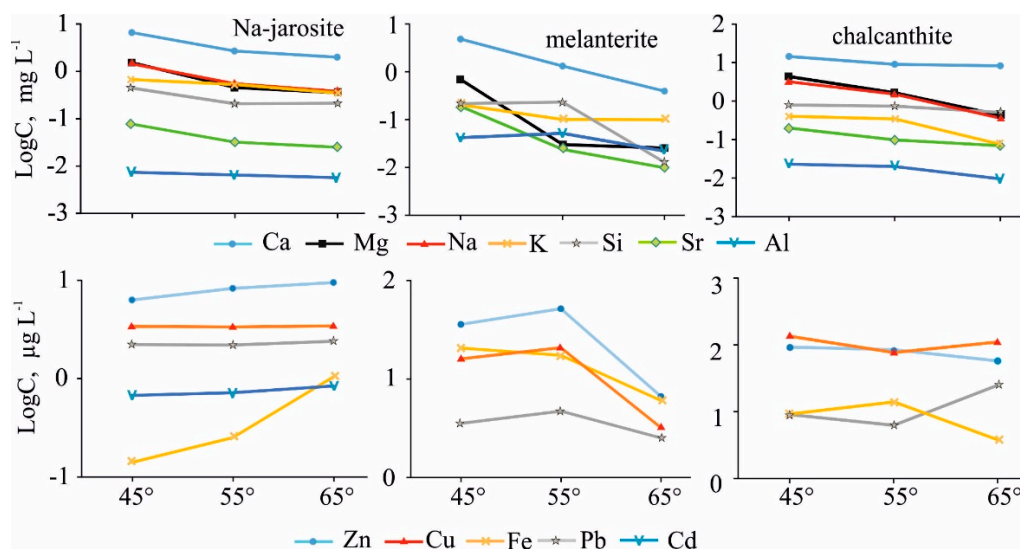 Na-jarosite
melanterite
chalcanthite
LogC, mg L⁻¹
1
0
-1
-2
-3
1
0
-1
-2
-3
2
1
0
-1
-2
-3
Ca Mg Na K Si Sr Al
LogC, µg L⁻¹
1
0
-1
2
1
0
3
2
1
0
45° 55° 65°
45° 55° 65°
45° 55° 65°
Zn Cu Fe Pb Cd